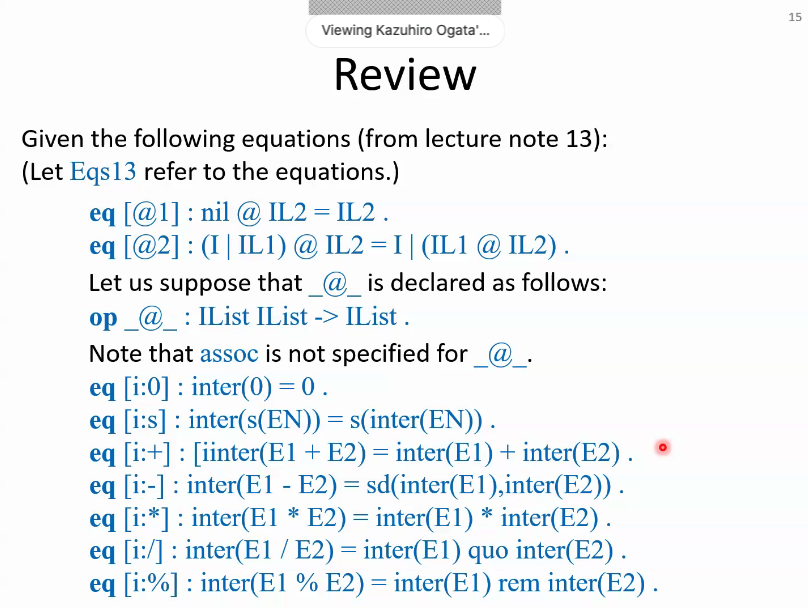 15
Viewing Kazuhiro Ogata'...
Review
Given the following equations (from lecture note 13):
(Let Eqs13 refer to the equations.)
eq [@1] : nil @ IL2 = IL2 .
eq [@2] : (I | IL1) @ IL2 = I | (IL1 @ IL2) .
Let us suppose that _@_ is declared as follows:
op _@_ : IList IList -> IList .
Note that assoc is not specified for _@_.
eq [i:0] : inter(0) = 0 .
eq [i:s] : inter(s(EN)) = s(inter(EN)) .
eq [i:+] : [iinter(E1 + E2) = inter(E1) + inter(E2) .
eq [i:-] : inter(E1 - E2) = sd(inter(E1),inter(E2)) .
eq [i:*] : inter(E1 * E2) = inter(E1) * inter(E2) .
eq [i:/] : inter(E1 / E2) = inter(E1) quo inter(E2) .
eq [i:%] : inter(E1 % E2) = inter(E1) rem inter(E2) .